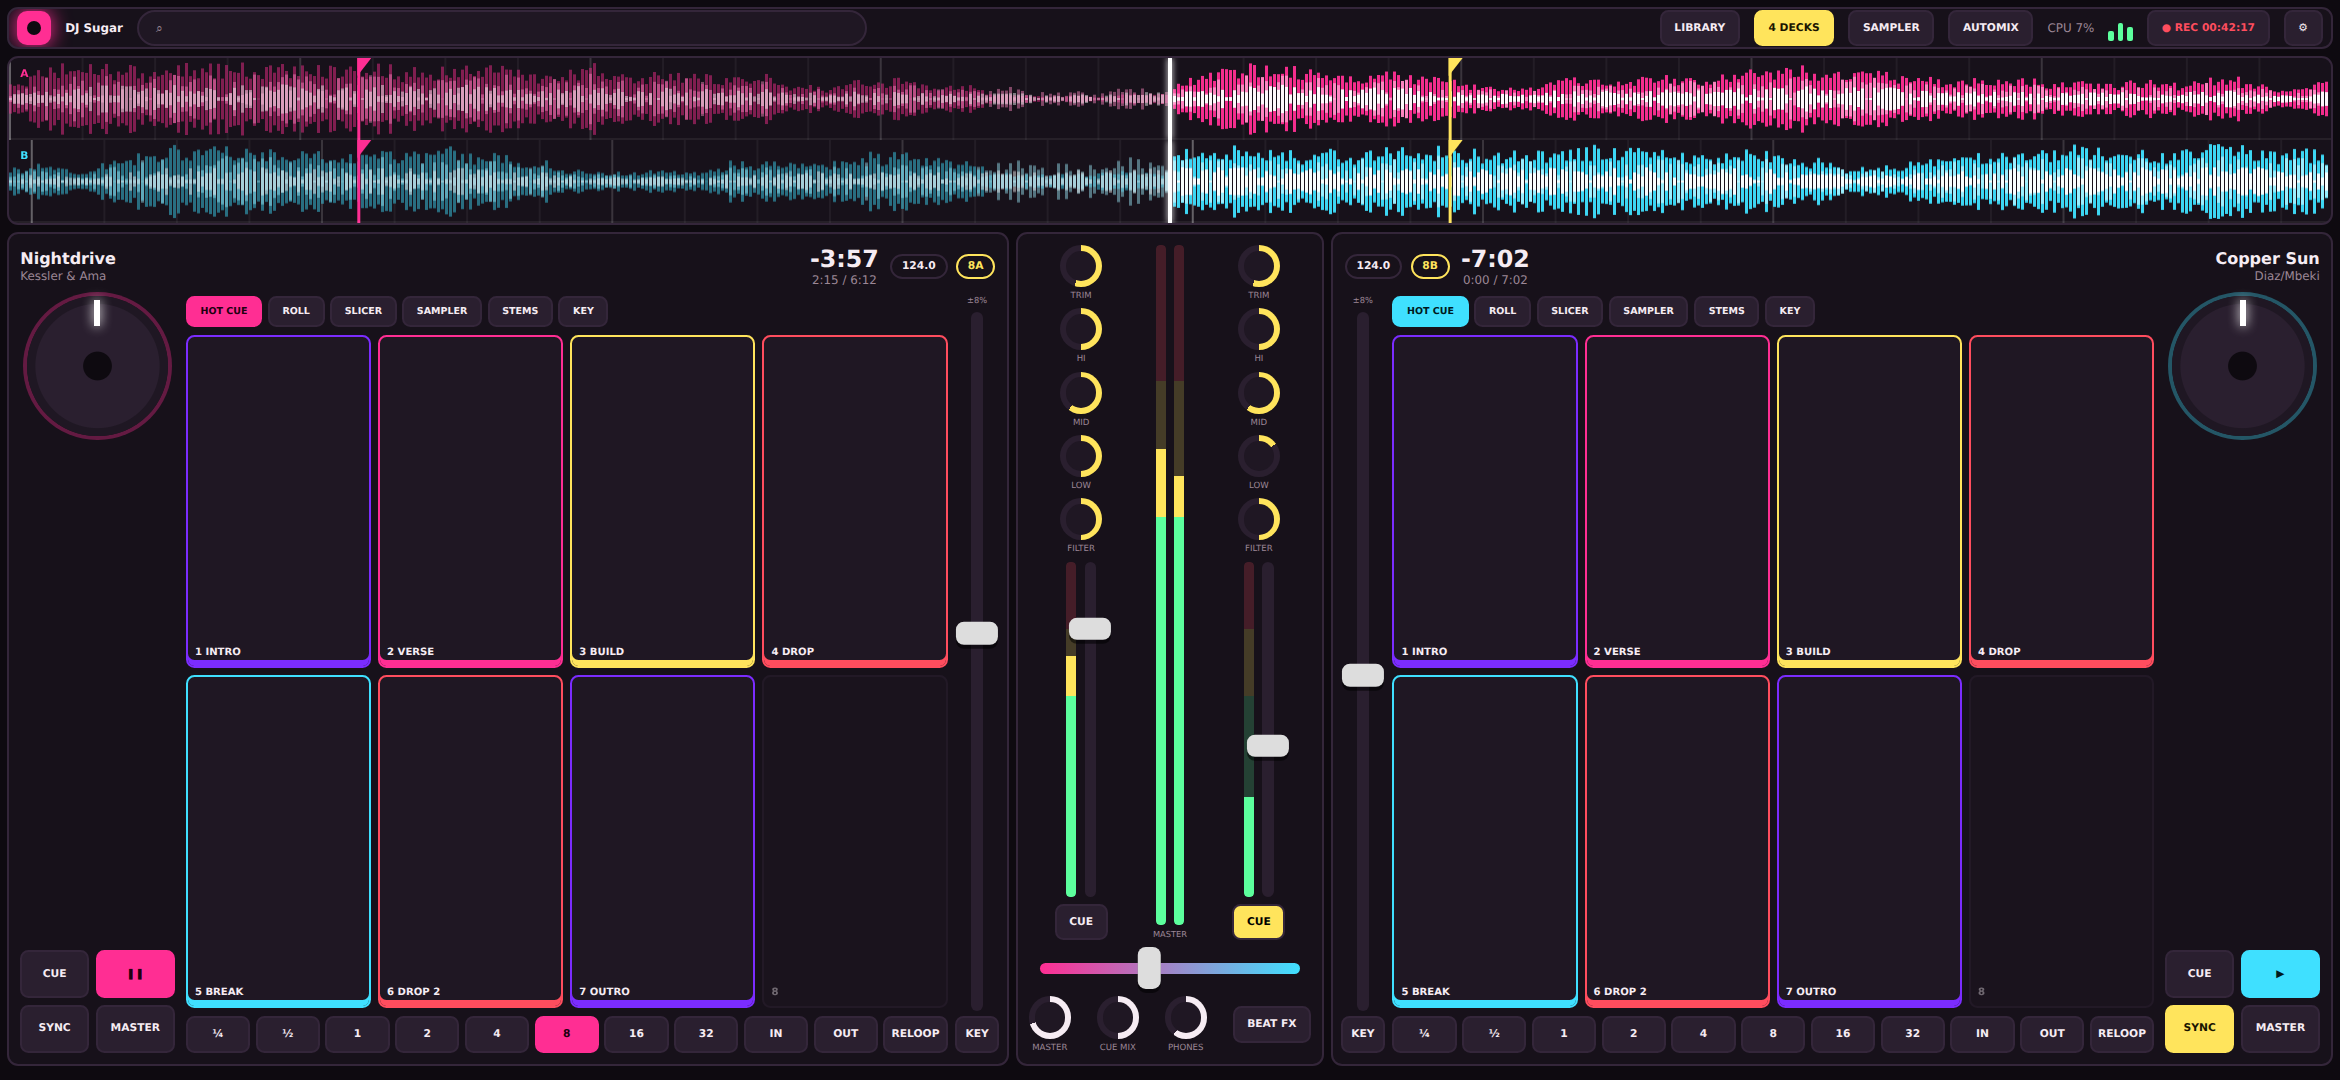 DJ Sugar
LIBRARY
4 DECKS
SAMPLER
AUTOMIX
CPU 7%
● REC 00:42:17
A
B
Nightdrive
Kessler & Ama
-3:57
2:15 / 6:12
124.0
8A
HOT CUE
ROLL
SLICER
SAMPLER
STEMS
KEY
±8%
1 INTRO
2 VERSE
3 BUILD
4 DROP
5 BREAK
6 DROP 2
7 OUTRO
8
CUE
SYNC
MASTER
¼
½
1
2
4
8
16
32
IN
OUT
RELOOP
KEY
TRIM
HI
MID
LOW
FILTER
CUE
MASTER
TRIM
HI
MID
LOW
FILTER
CUE
MASTER
CUE MIX
PHONES
BEAT FX
124.0
8B
-7:02
0:00 / 7:02
Copper Sun
Diaz/Mbeki
±8%
HOT CUE
ROLL
SLICER
SAMPLER
STEMS
KEY
1 INTRO
2 VERSE
3 BUILD
4 DROP
5 BREAK
6 DROP 2
7 OUTRO
8
KEY
¼
½
1
2
4
8
16
32
IN
OUT
RELOOP
CUE
SYNC
MASTER